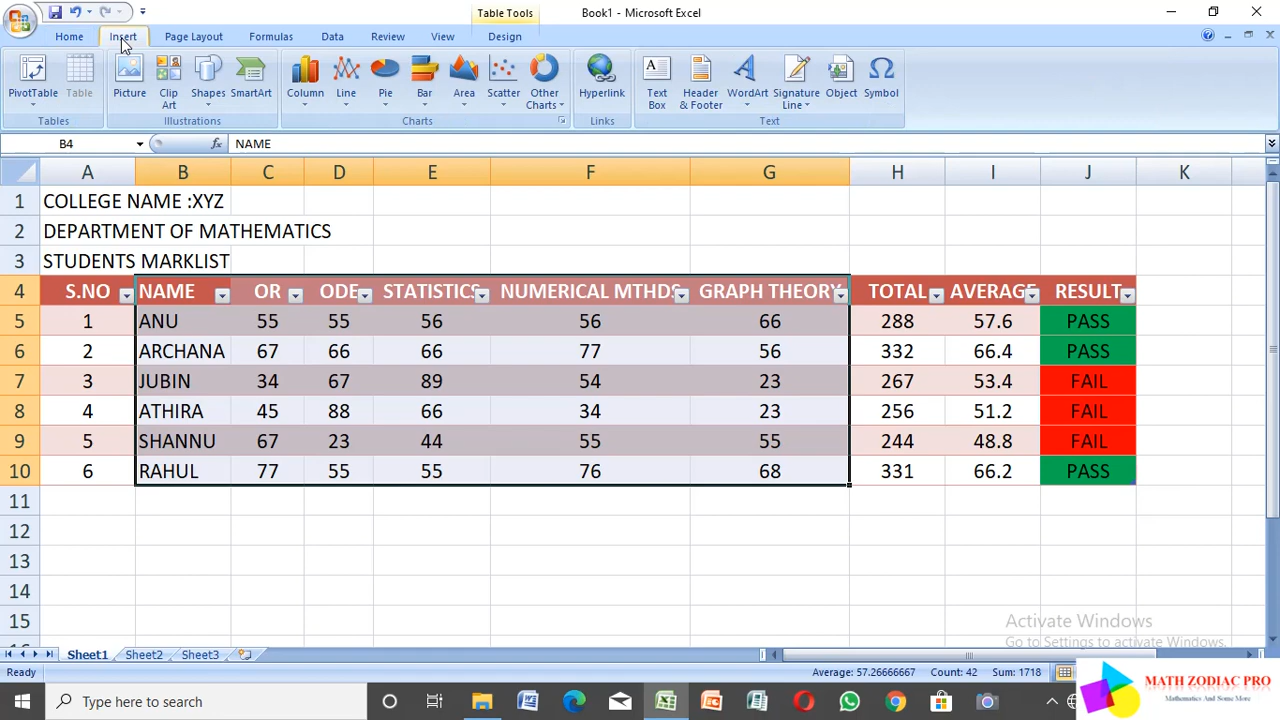 Table Tools
Book1 - Microsoft Excel
Home Insert Page Layout Formulas Data Review View Design
PivotTable Table Picture Clip Art Shapes SmartArt Column Line Pie Bar Area Scatter Other Charts Hyperlink Text Box Header & Footer WordArt Signature Line Object Symbol
Tables Illustrations Charts Links Text
B4 fx NAME
A B C D E F G H I J K
1 COLLEGE NAME :XYZ
2 DEPARTMENT OF MATHEMATICS
3 STUDENTS MARKLIST
4 S.NO NAME OR ODE STATISTICS NUMERICAL MTHDS GRAPH THEORY TOTAL AVERAGE RESULT
5 1 ANU 55 55 56 56 66 288 57.6 PASS
6 2 ARCHANA 67 66 66 77 56 332 66.4 PASS
7 3 JUBIN 34 67 89 54 23 267 53.4 FAIL
8 4 ATHIRA 45 88 66 34 23 256 51.2 FAIL
9 5 SHANNU 67 23 44 55 55 244 48.8 FAIL
10 6 RAHUL 77 55 55 76 68 331 66.2 PASS
11
12
13
14
15
Activate Windows
Go to Settings to activate Windows.
Sheet1 Sheet2 Sheet3
Ready Average: 57.26666667 Count: 42 Sum: 1718
Type here to search
MATH ZODIAC PRO
Mathematics And Some More